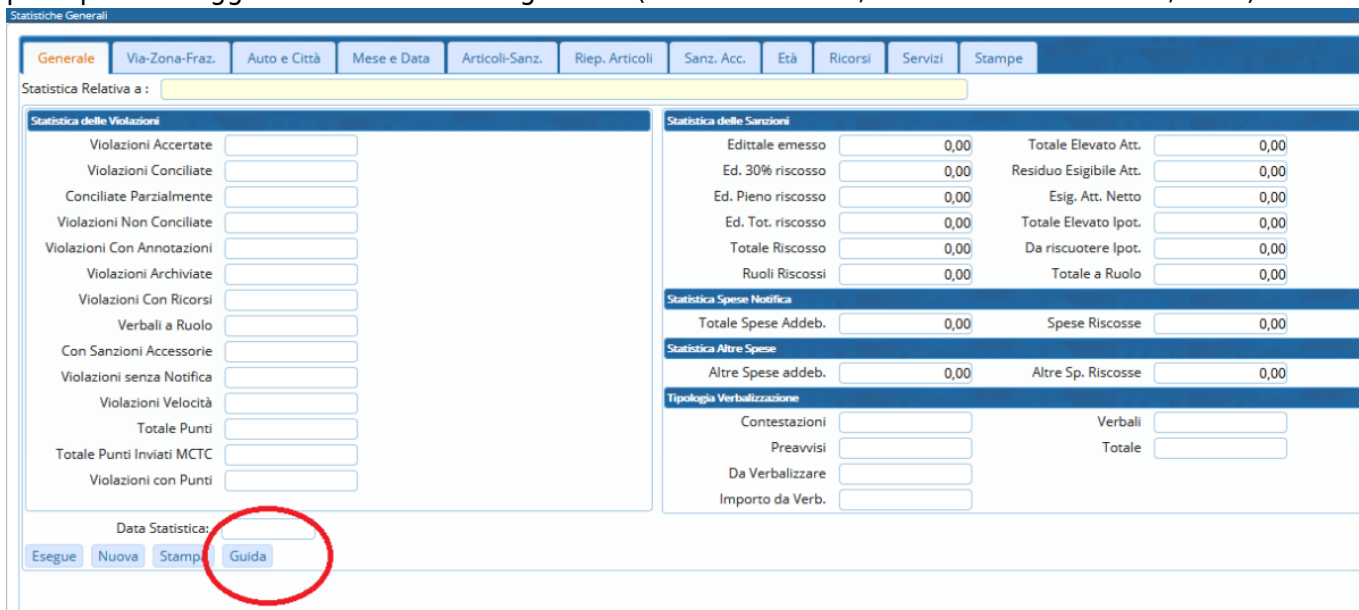 Statistiche Generali
Generale Via-Zona-Fraz. Auto e Città Mese e Data Articoli-Sanz. Riep. Articoli Sanz. Acc. Età Ricorsi Servizi Stampe
Statistica Relativa a :
Statistica delle Violazioni
Violazioni Accertate
Violazioni Conciliate
Conciliate Parzialmente
Violazioni Non Conciliate
Violazioni Con Annotazioni
Violazioni Archiviate
Violazioni Con Ricorsi
Verbali a Ruolo
Con Sanzioni Accessorie
Violazioni senza Notifica
Violazioni Velocità
Totale Punti
Totale Punti Inviati MCTC
Violazioni con Punti
Statistica delle Sanzioni
Edittale emesso 0,00 Totale Elevato Att. 0,00
Ed. 30% riscosso 0,00 Residuo Esigibile Att. 0,00
Ed. Pieno riscosso 0,00 Esig. Att. Netto 0,00
Ed. Tot. riscosso 0,00 Totale Elevato Ipot. 0,00
Totale Riscosso 0,00 Da riscuotere Ipot. 0,00
Ruoli Riscossi 0,00 Totale a Ruolo 0,00
Statistica Spese Notifica
Totale Spese Addeb. 0,00 Spese Riscosse 0,00
Statistica Altre Spese
Altre Spese addeb. 0,00 Altre Sp. Riscosse 0,00
Tipologia Verbalizzazione
Contestazioni Verbali
Preavvisi Totale
Da Verbalizzare
Importo da Verb.
Data Statistica:
Esegue Nuova Stampa Guida